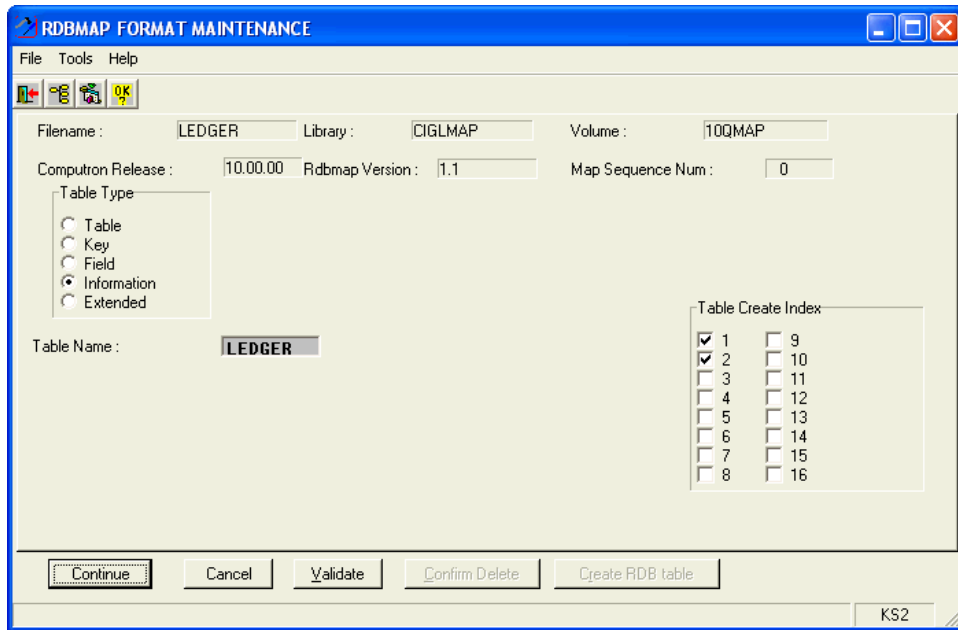 RDBMAP FORMAT MAINTENANCE
File Tools Help
OK ?
Filename : LEDGER Library : CIGLMAP Volume : 10QMAP
Computron Release : 10.00.00 Rdbmap Version : 1.1 Map Sequence Num : 0
Table Type
Table
Key
Field
Information
Extended
Table Name : LEDGER
Table Create Index
1 9
2 10
3 11
4 12
5 13
6 14
7 15
8 16
Continue Cancel Validate Confirm Delete Create RDB table
KS2